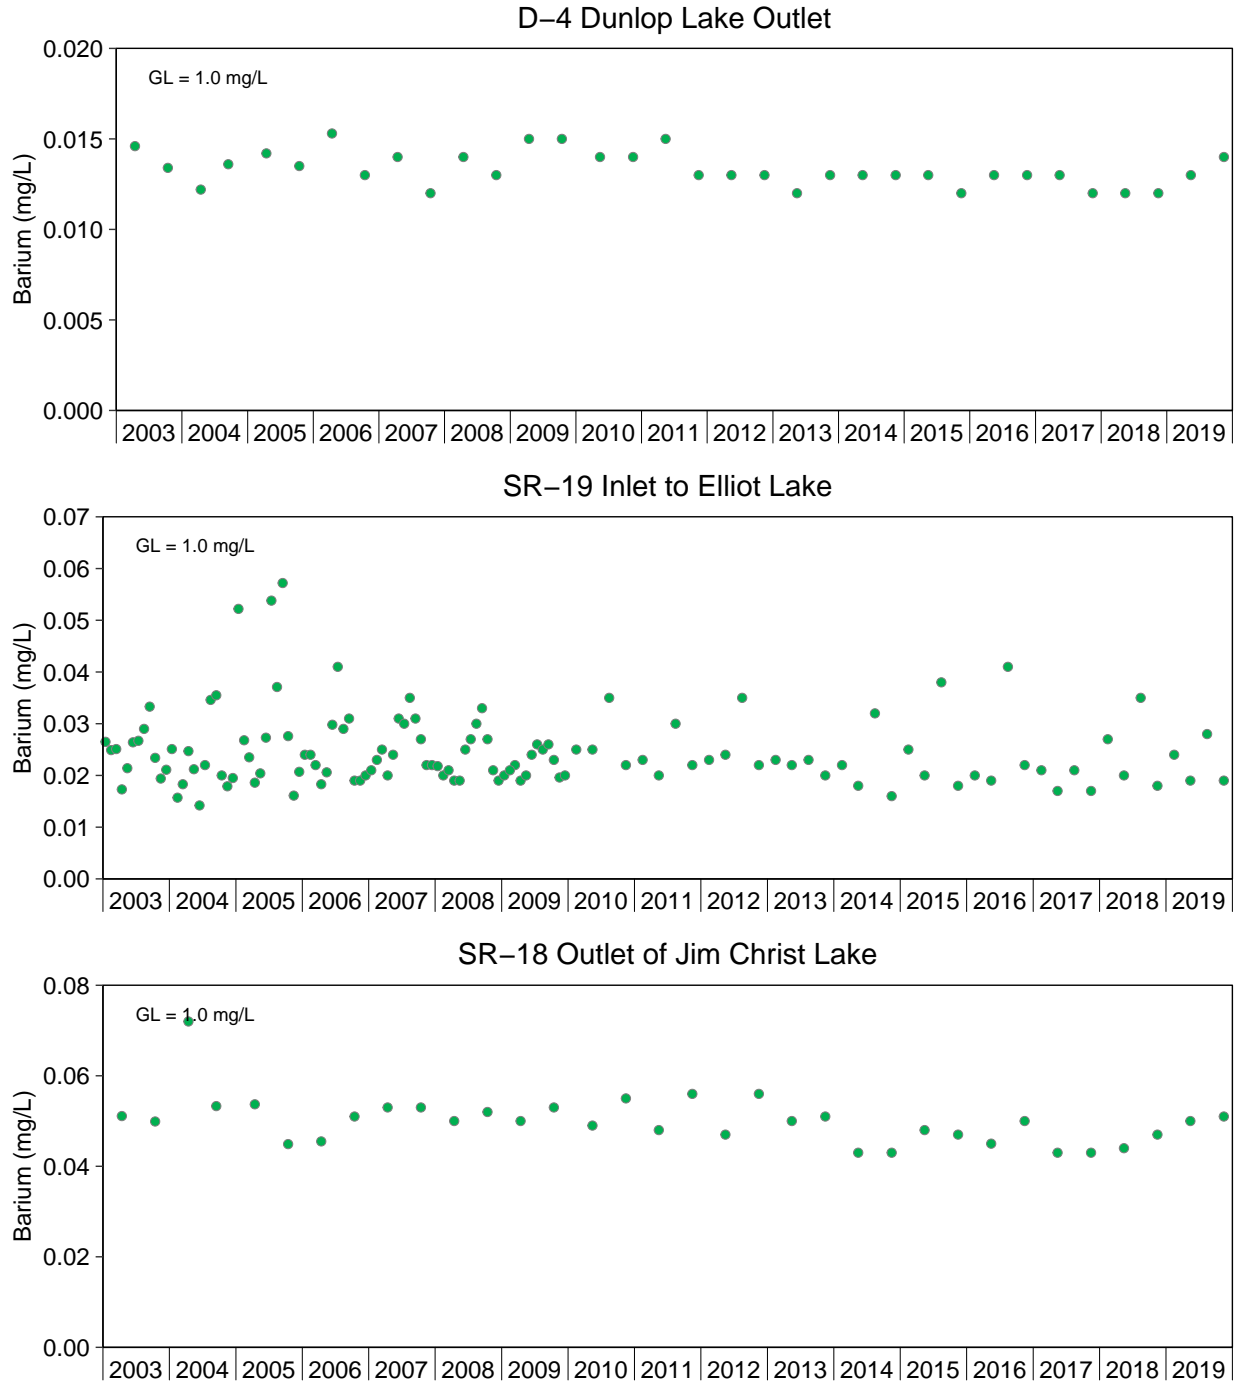 D−4 Dunlop Lake Outlet
0.020
GL = 1.0 mg/L
0.015
0.010
0.005
0.000
Barium (mg/L)
2003 2004 2005 2006 2007 2008 2009 2010 2011 2012 2013 2014 2015 2016 2017 2018 2019
SR−19 Inlet to Elliot Lake
0.07
GL = 1.0 mg/L
0.06
0.05
0.04
0.03
0.02
0.01
0.00
Barium (mg/L)
2003 2004 2005 2006 2007 2008 2009 2010 2011 2012 2013 2014 2015 2016 2017 2018 2019
SR−18 Outlet of Jim Christ Lake
0.08
GL = 1.0 mg/L
0.06
0.04
0.02
0.00
Barium (mg/L)
2003 2004 2005 2006 2007 2008 2009 2010 2011 2012 2013 2014 2015 2016 2017 2018 2019